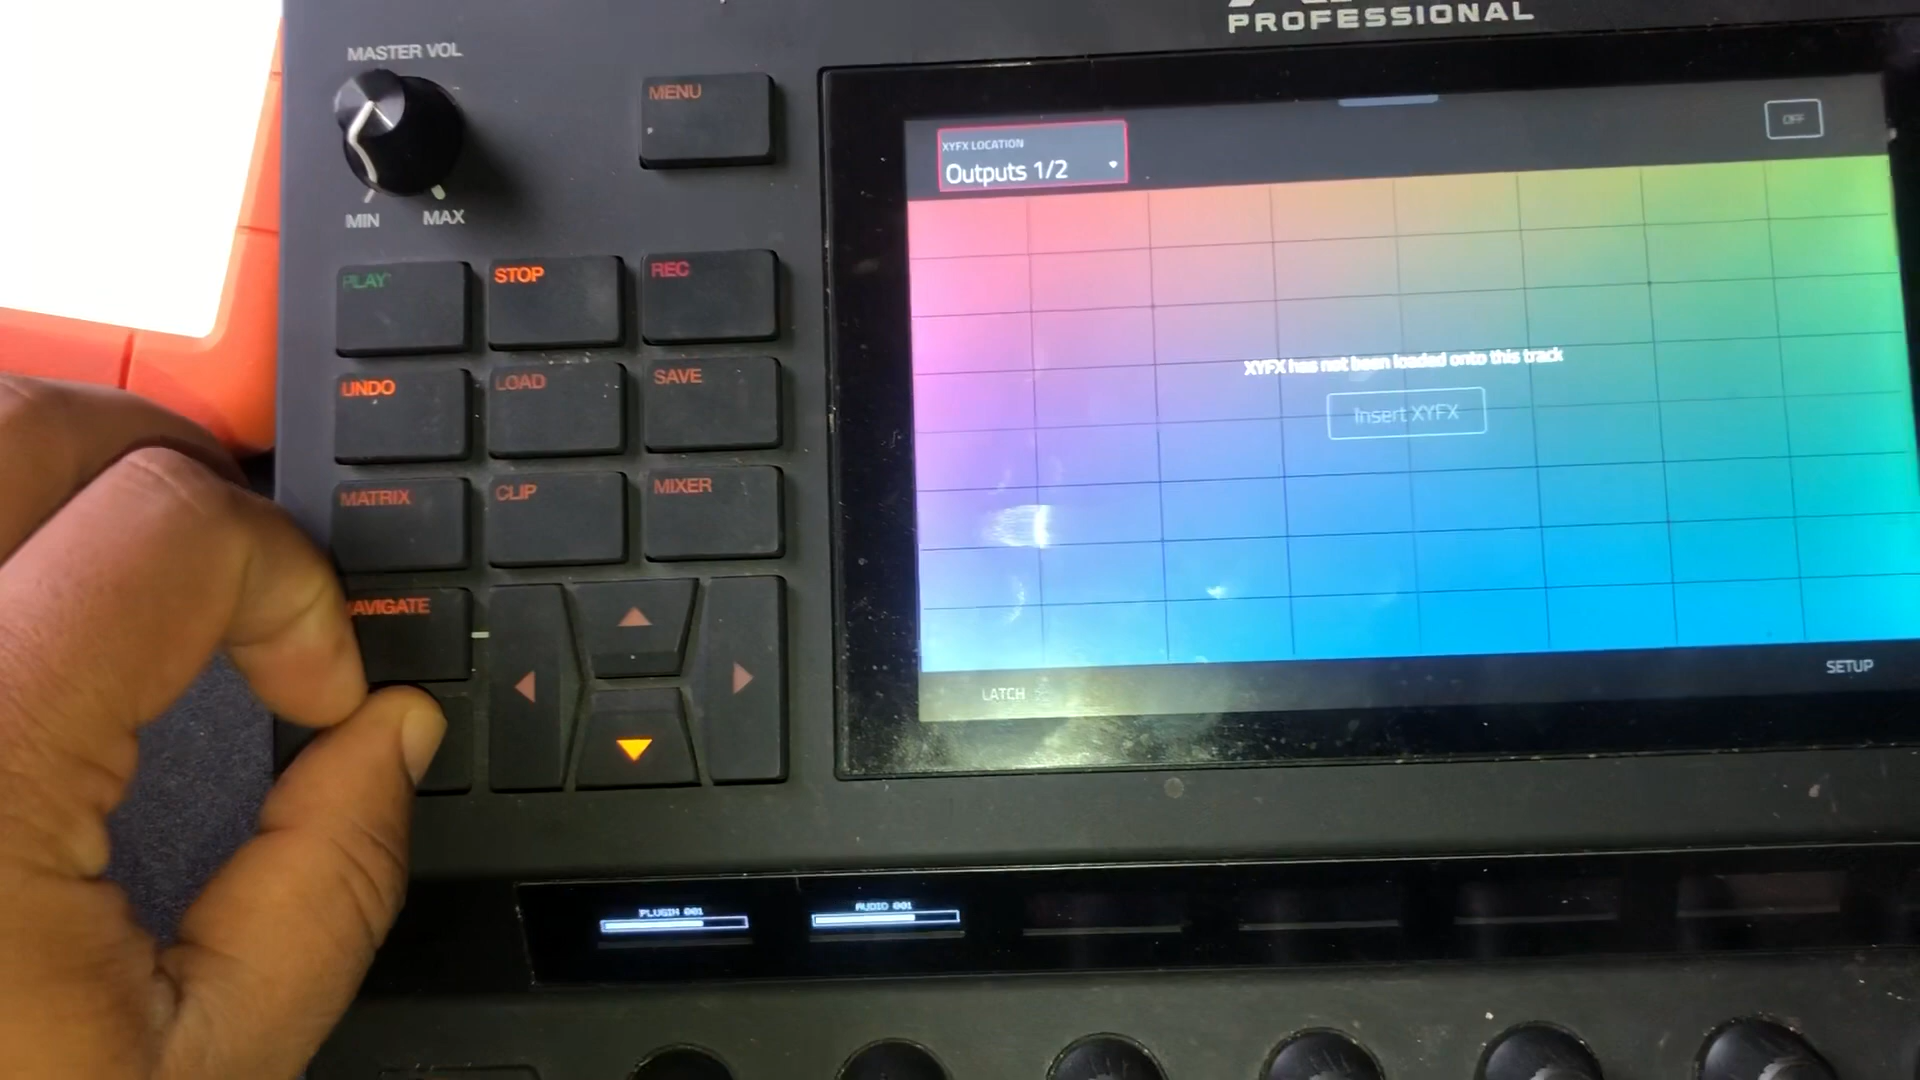 PROFESSIONAL
MASTER VOL
MIN
MAX
MENU
XYFX LOCATION
Outputs 1/2
OFF
PLAY
STOP
REC
UNDO
LOAD
SAVE
MATRIX
CLIP
MIXER
NAVIGATE
XYFX has not been loaded onto this track
Insert XYFX
LATCH
SETUP
PLUGIN 001
AUDIO 001